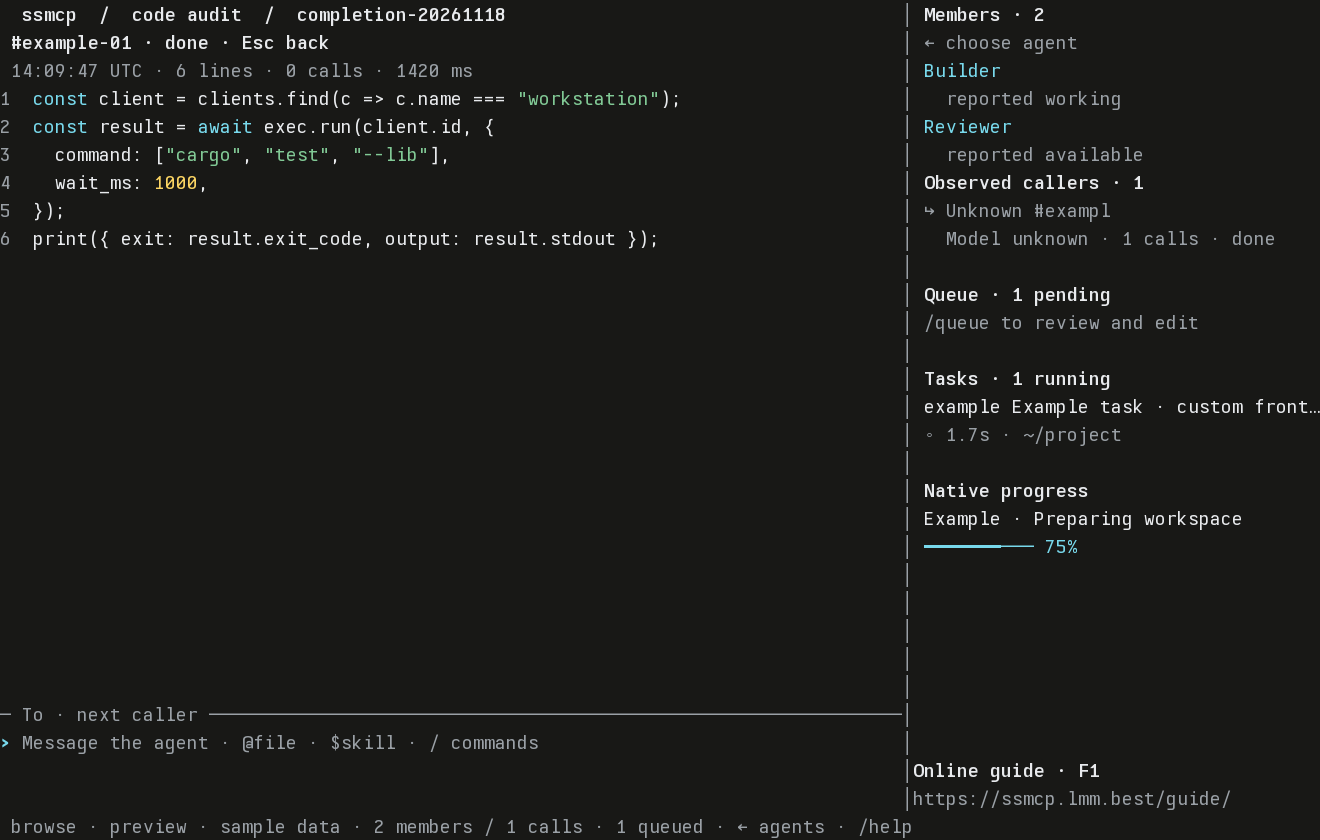 ssmcp / code audit / completion-20261118
#example-01 · done · Esc back
14:09:47 UTC · 6 lines · 0 calls · 1420 ms
1 const client = clients.find(c => c.name === "workstation");
2 const result = await exec.run(client.id, {
3 command: ["cargo", "test", "--lib"],
4 wait_ms: 1000,
5 });
6 print({ exit: result.exit_code, output: result.stdout });
─ To · next caller
› Message the agent · @file · $skill · / commands
Members · 2
← choose agent
Builder
reported working
Reviewer
reported available
Observed callers · 1
↪ Unknown #exampl
Model unknown · 1 calls · done
Queue · 1 pending
/queue to review and edit
Tasks · 1 running
example Example task · custom front…
◦ 1.7s · ~/project
Native progress
Example · Preparing workspace
75%
Online guide · F1
https://ssmcp.lmm.best/guide/
browse · preview · sample data · 2 members / 1 calls · 1 queued · ← agents · /help